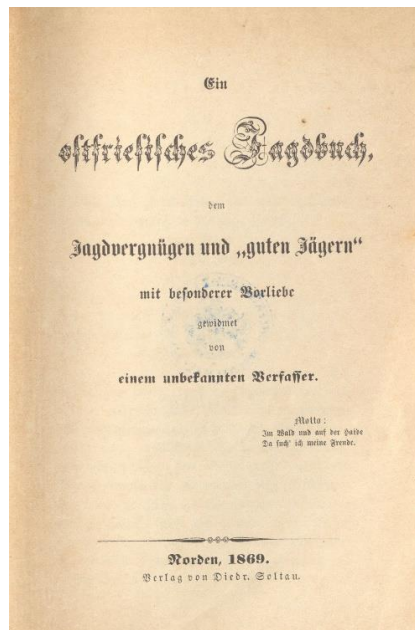 Ein
ostfriesisches Jagdbuch,
dem
Jagdvergnügen und „guten Jägern“
mit besonderer Vorliebe
gewidmet
von
einem unbekannten Verfasser.
Motto:
Im Wald und auf der Haide
Da such' ich meine Freude.
Norden, 1869.
Verlag von Diedr. Soltau.